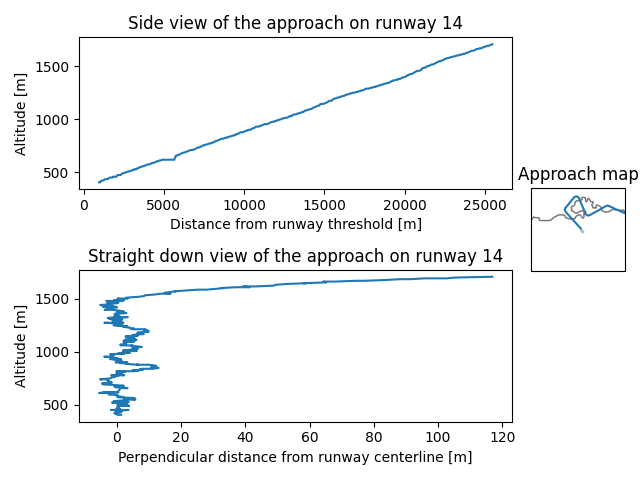 Side view of the approach on runway 14
Altitude [m]
1500
1000
500
0
5000
10000
15000
20000
25000
Distance from runway threshold [m]
Approach map
Straight down view of the approach on runway 14
Altitude [m]
1500
1000
500
0
20
40
60
80
100
120
Perpendicular distance from runway centerline [m]